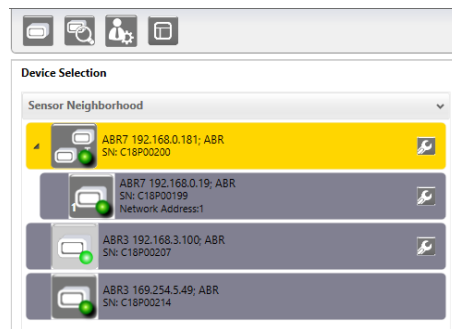 Device Selection
Sensor Neighborhood
ABR7 192.168.0.181; ABR
SN: C18P00200
ABR7 192.168.0.19; ABR
SN: C18P00199
Network Address:1
1
ABR3 192.168.3.100; ABR
SN: C18P00207
ABR3 169.254.5.49; ABR
SN: C18P00214